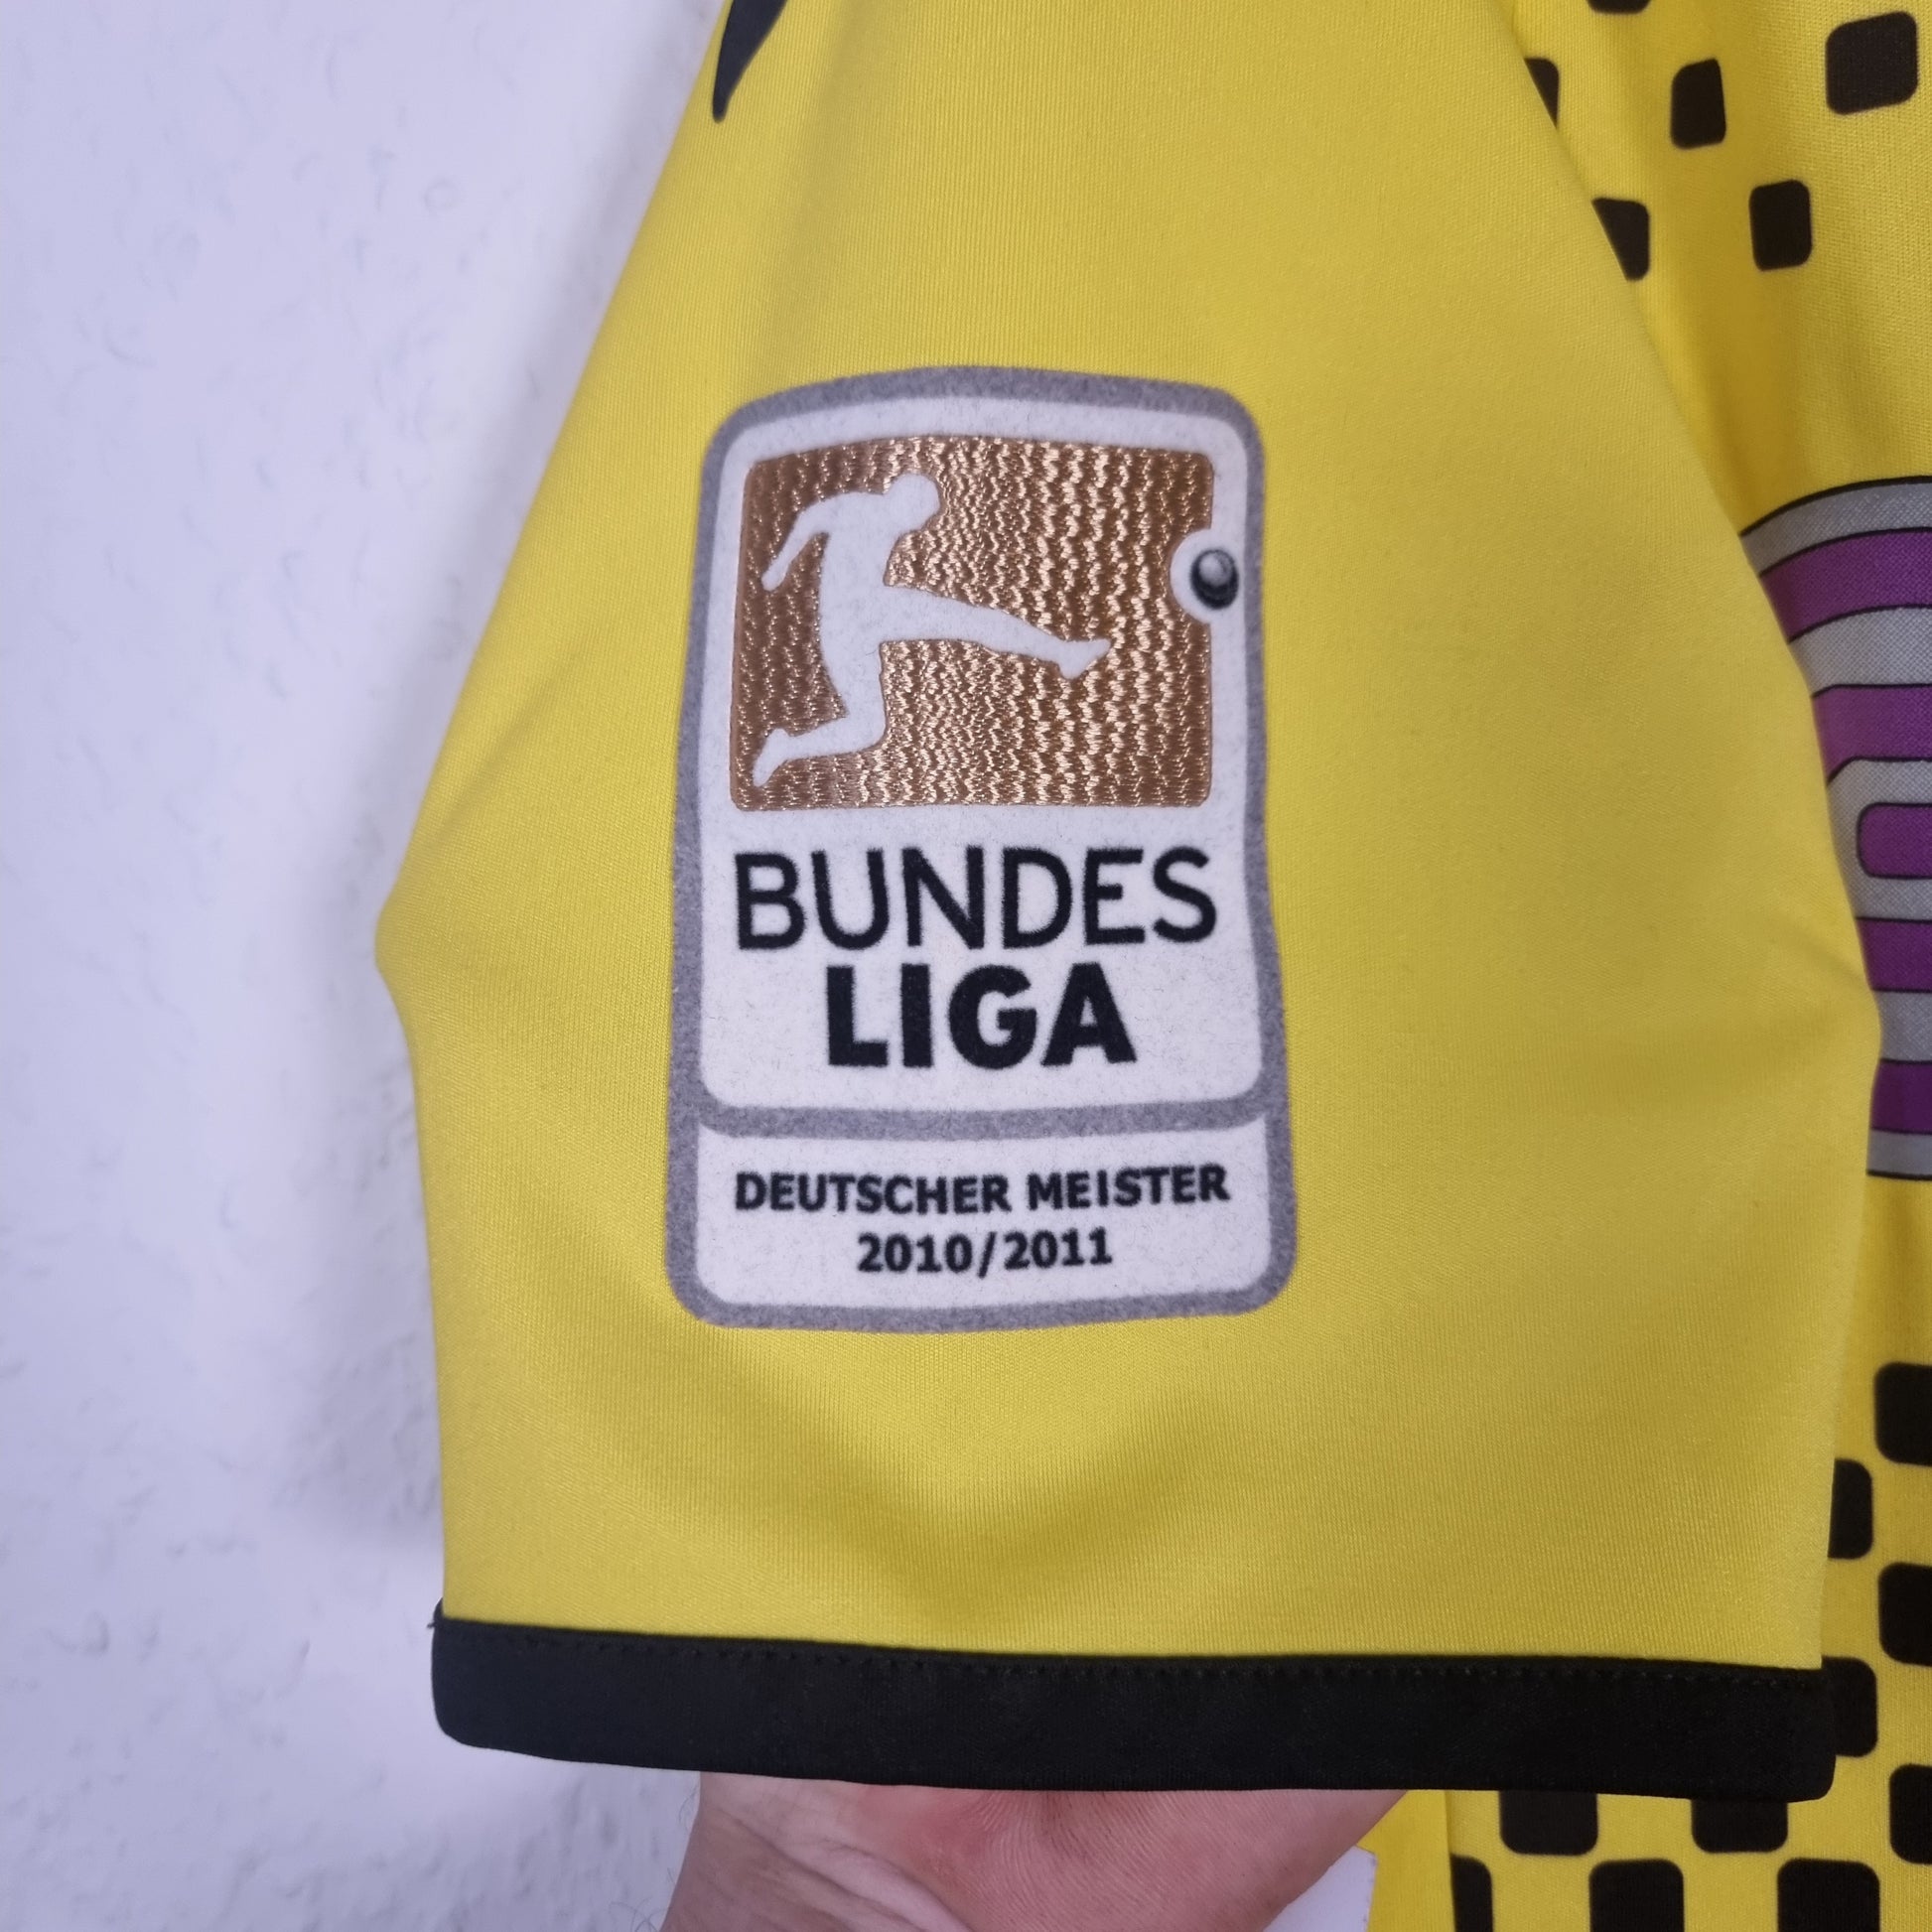 BUNDES
LIGA
DEUTSCHER MEISTER
2010/2011